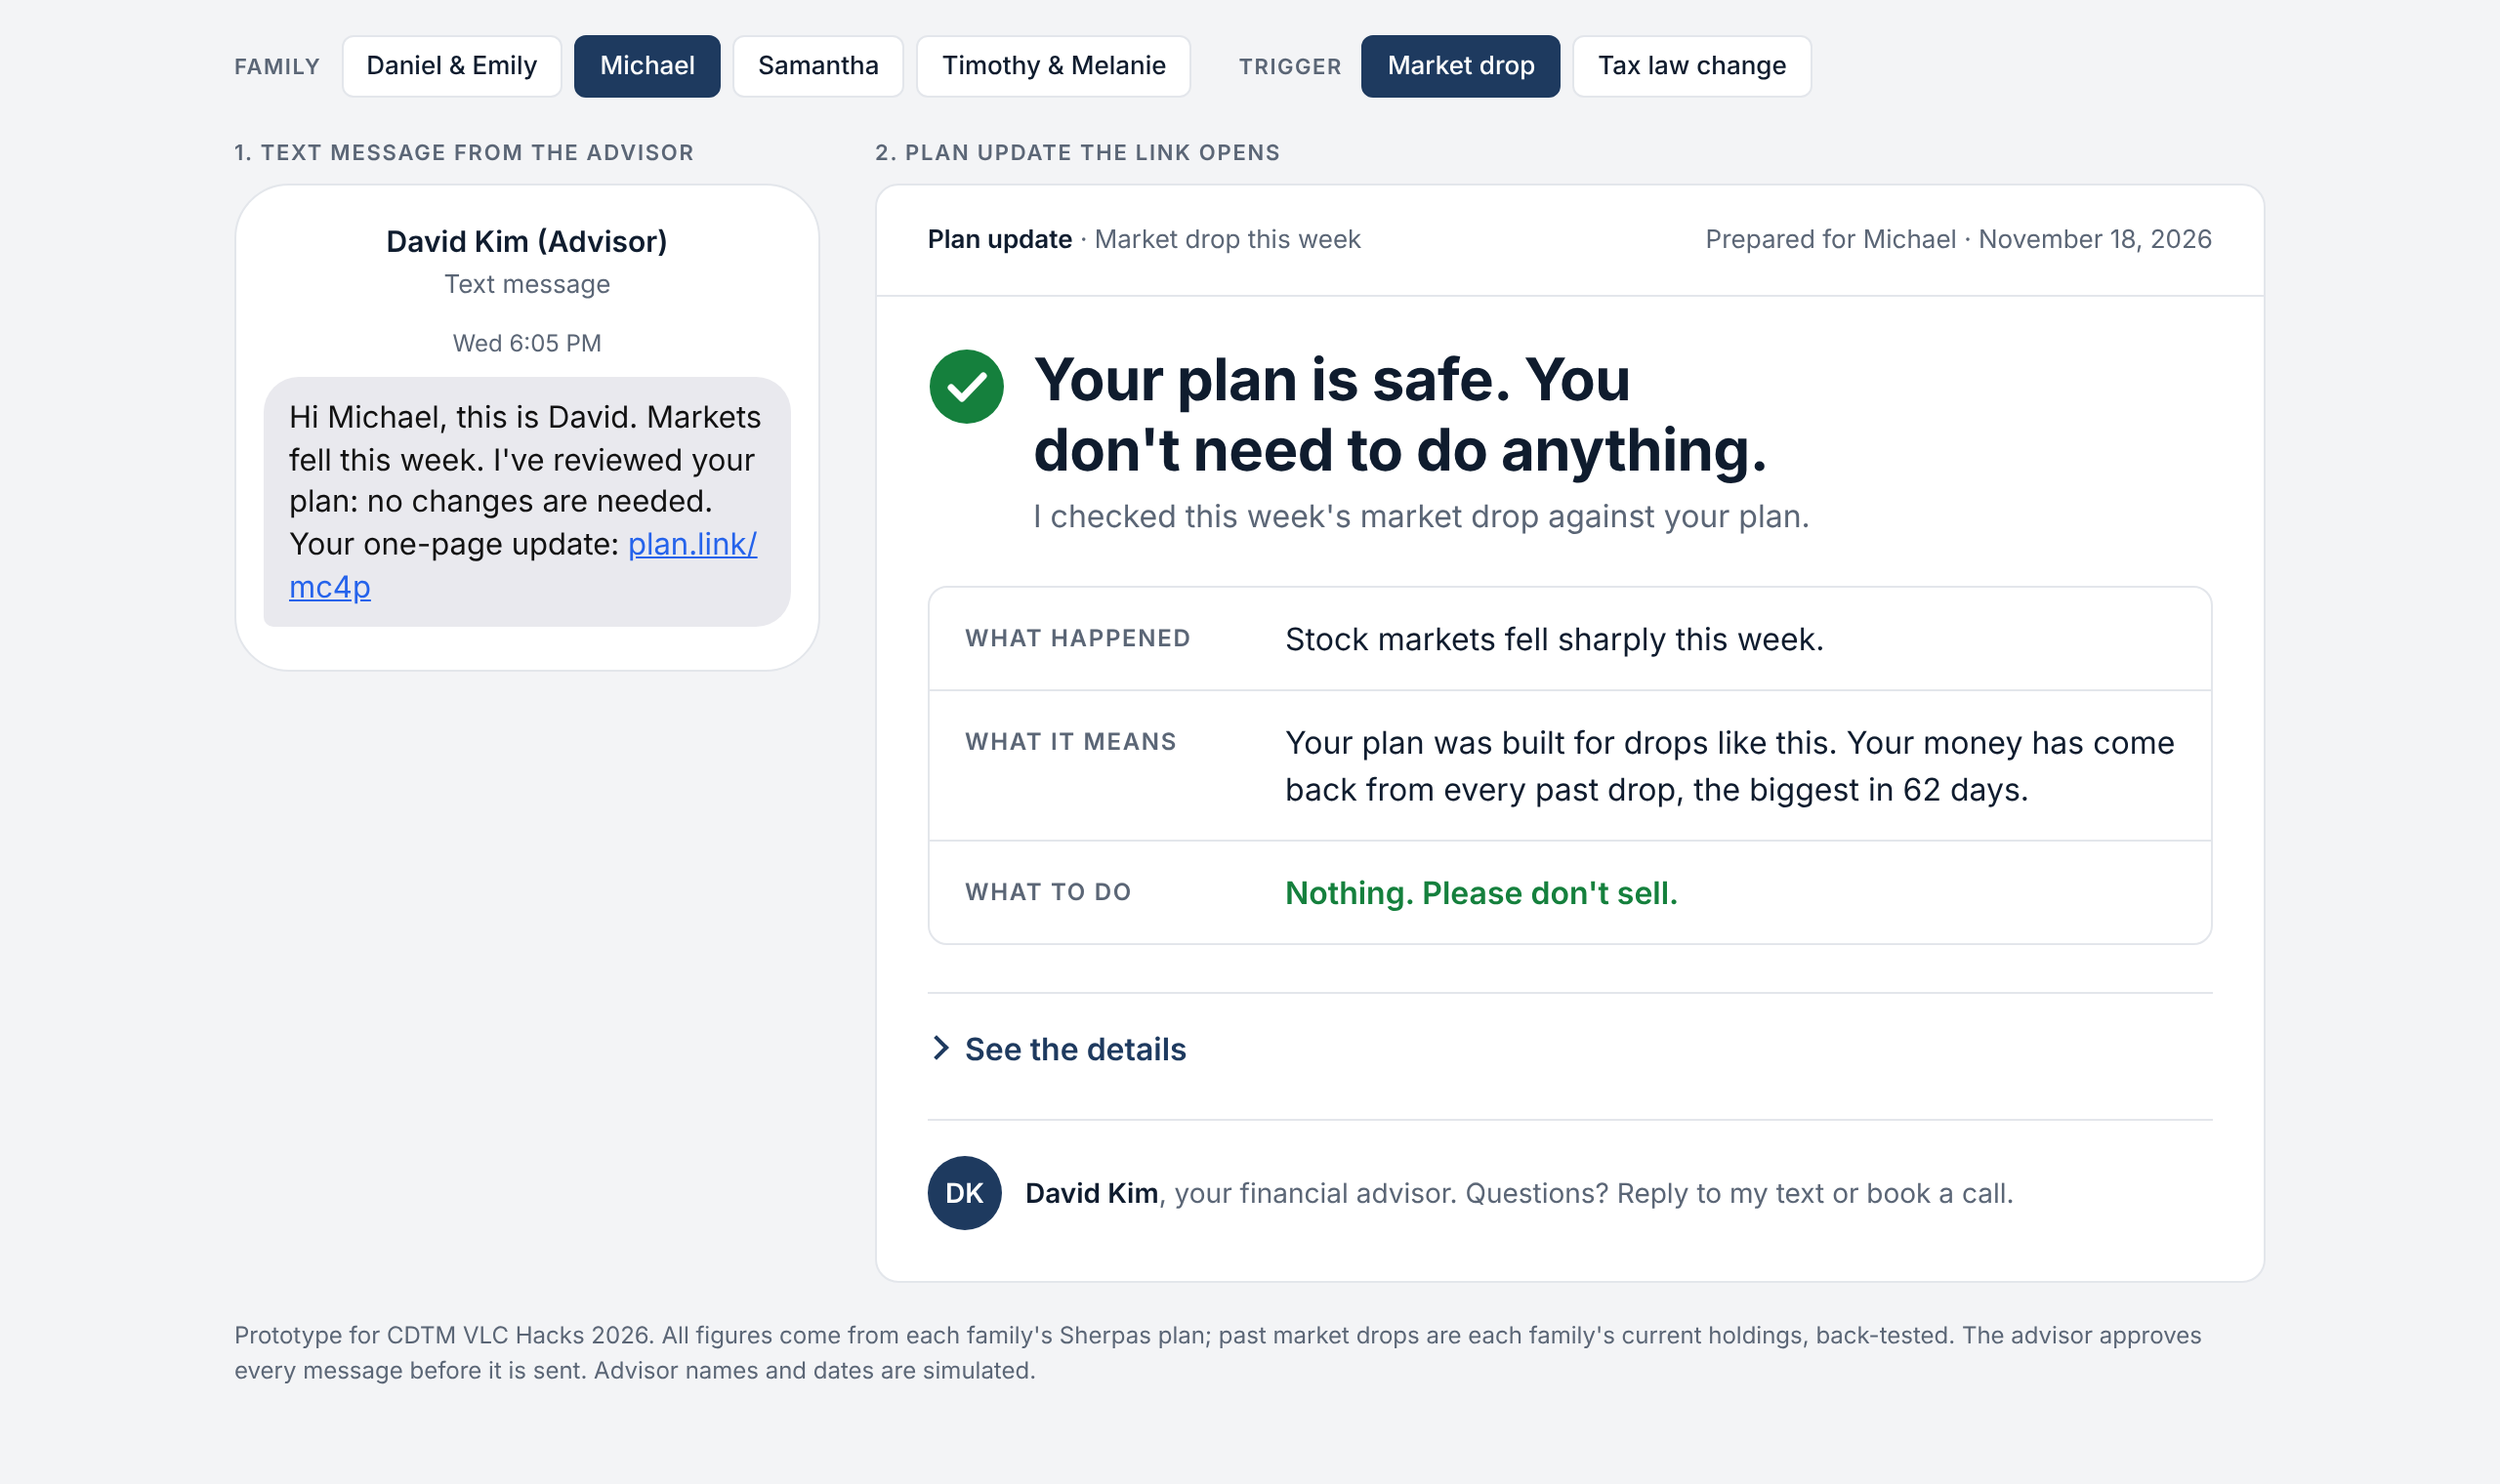 FAMILY Daniel & Emily Michael Samantha Timothy & Melanie TRIGGER Market drop Tax law change
1. TEXT MESSAGE FROM THE ADVISOR
David Kim (Advisor)
Text message
Wed 6:05 PM
Hi Michael, this is David. Markets
fell this week. I've reviewed your
plan: no changes are needed.
Your one-page update: plan.link/
mc4p
2. PLAN UPDATE THE LINK OPENS
Plan update · Market drop this week
Prepared for Michael · November 18, 2026
Your plan is safe. You
don't need to do anything.
I checked this week's market drop against your plan.
WHAT HAPPENED Stock markets fell sharply this week.
WHAT IT MEANS Your plan was built for drops like this. Your money has come
back from every past drop, the biggest in 62 days.
WHAT TO DO Nothing. Please don't sell.
See the details
DK David Kim, your financial advisor. Questions? Reply to my text or book a call.
Prototype for CDTM VLC Hacks 2026. All figures come from each family's Sherpas plan; past market drops are each family's current holdings, back-tested. The advisor approves
every message before it is sent. Advisor names and dates are simulated.